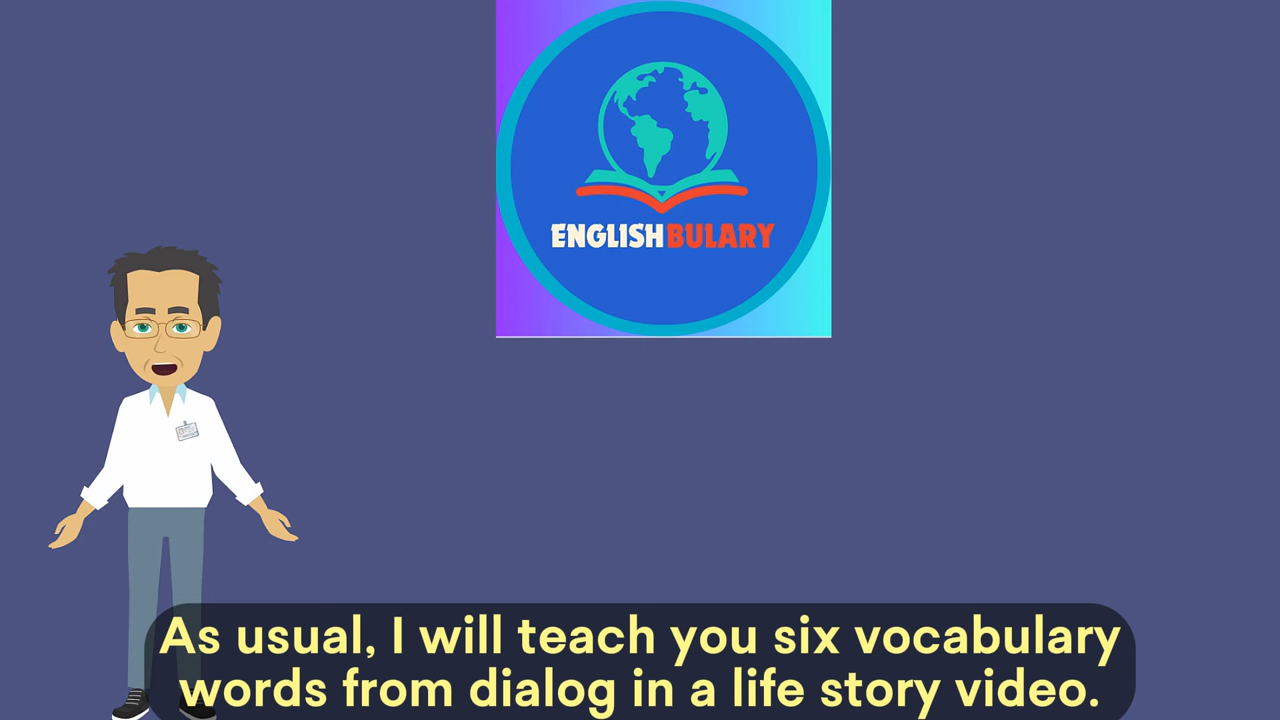 ENGLISHBULARY
As usual, I will teach you six vocabulary
words from dialog in a life story video.